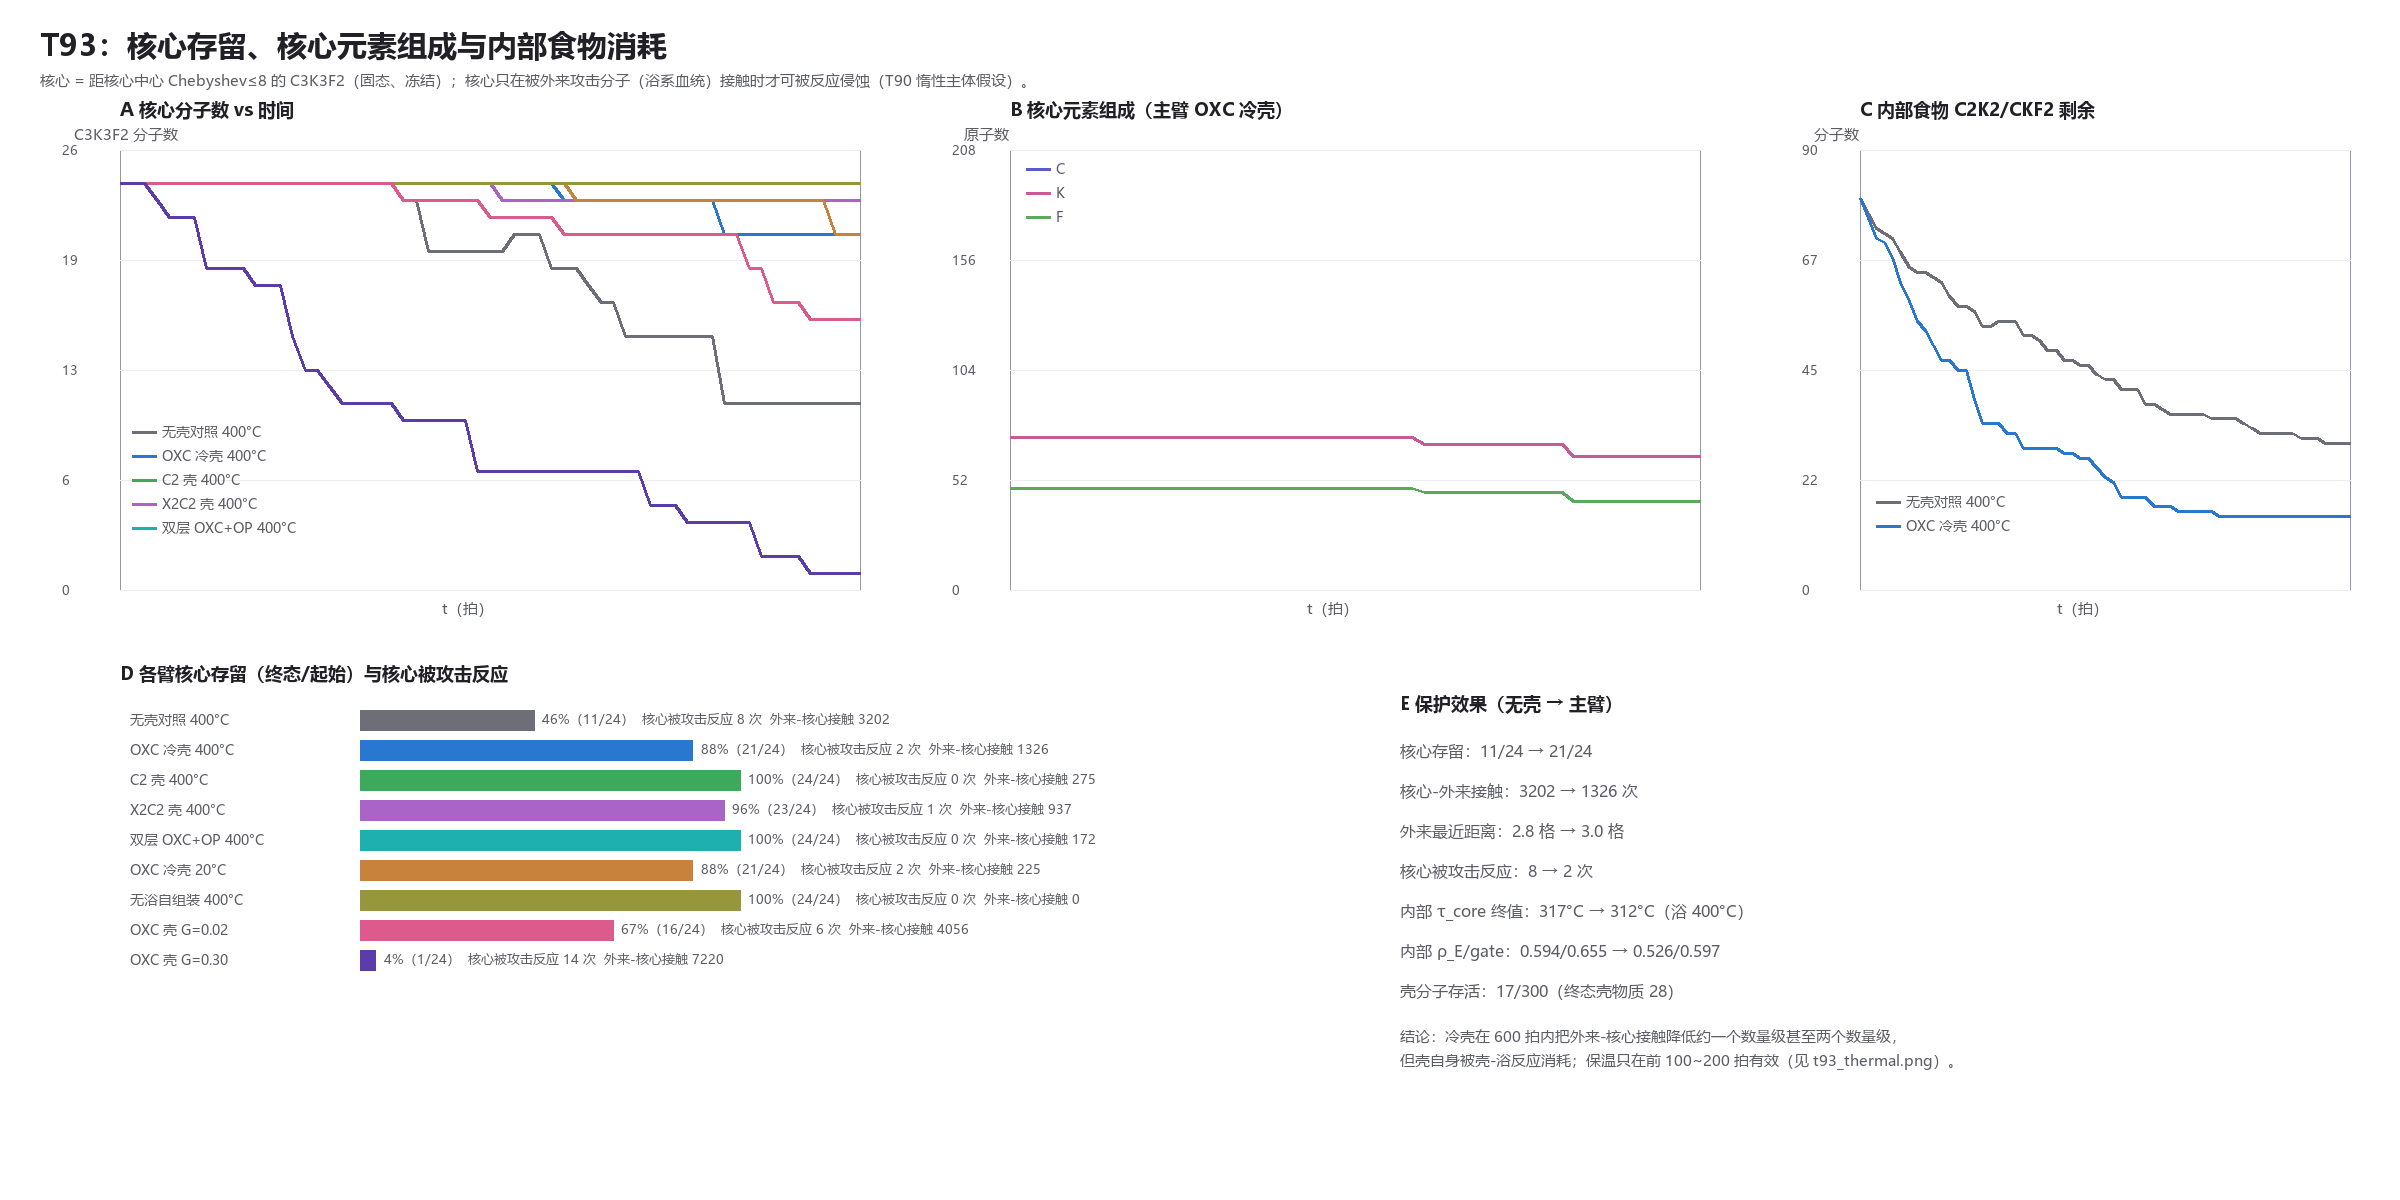 T93：核心存留、核心元素组成与内部食物消耗
核心 = 距核心中心 Chebyshev≤8 的 C3K3F2（固态、冻结）；核心只在被外来攻击分子（浴系血统）接触时才可被反应侵蚀（T90 惰性主体假设）。
A 核心分子数 vs 时间
C3K3F2 分子数
26
19
13
6
0
无壳对照 400°C
OXC 冷壳 400°C
C2 壳 400°C
X2C2 壳 400°C
双层 OXC+OP 400°C
t（拍）
B 核心元素组成（主臂 OXC 冷壳）
原子数
208
156
104
52
0
C
K
F
t（拍）
C 内部食物 C2K2/CKF2 剩余
分子数
90
67
45
22
0
无壳对照 400°C
OXC 冷壳 400°C
t（拍）
D 各臂核心存留（终态/起始）与核心被攻击反应
无壳对照 400°C 46%（11/24） 核心被攻击反应 8 次 外来-核心接触 3202
OXC 冷壳 400°C 88%（21/24） 核心被攻击反应 2 次 外来-核心接触 1326
C2 壳 400°C 100%（24/24） 核心被攻击反应 0 次 外来-核心接触 275
X2C2 壳 400°C 96%（23/24） 核心被攻击反应 1 次 外来-核心接触 937
双层 OXC+OP 400°C 100%（24/24） 核心被攻击反应 0 次 外来-核心接触 172
OXC 冷壳 20°C 88%（21/24） 核心被攻击反应 2 次 外来-核心接触 225
无浴自组装 400°C 100%（24/24） 核心被攻击反应 0 次 外来-核心接触 0
OXC 壳 G=0.02 67%（16/24） 核心被攻击反应 6 次 外来-核心接触 4056
OXC 壳 G=0.30 4%（1/24） 核心被攻击反应 14 次 外来-核心接触 7220
E 保护效果（无壳 → 主臂）
核心存留：11/24 → 21/24
核心-外来接触：3202 → 1326 次
外来最近距离：2.8 格 → 3.0 格
核心被攻击反应：8 → 2 次
内部 τ_core 终值：317°C → 312°C（浴 400°C）
内部 ρ_E/gate：0.594/0.655 → 0.526/0.597
壳分子存活：17/300（终态壳物质 28）
结论：冷壳在 600 拍内把外来-核心接触降低约一个数量级甚至两个数量级，
但壳自身被壳-浴反应消耗；保温只在前 100~200 拍有效（见 t93_thermal.png）。